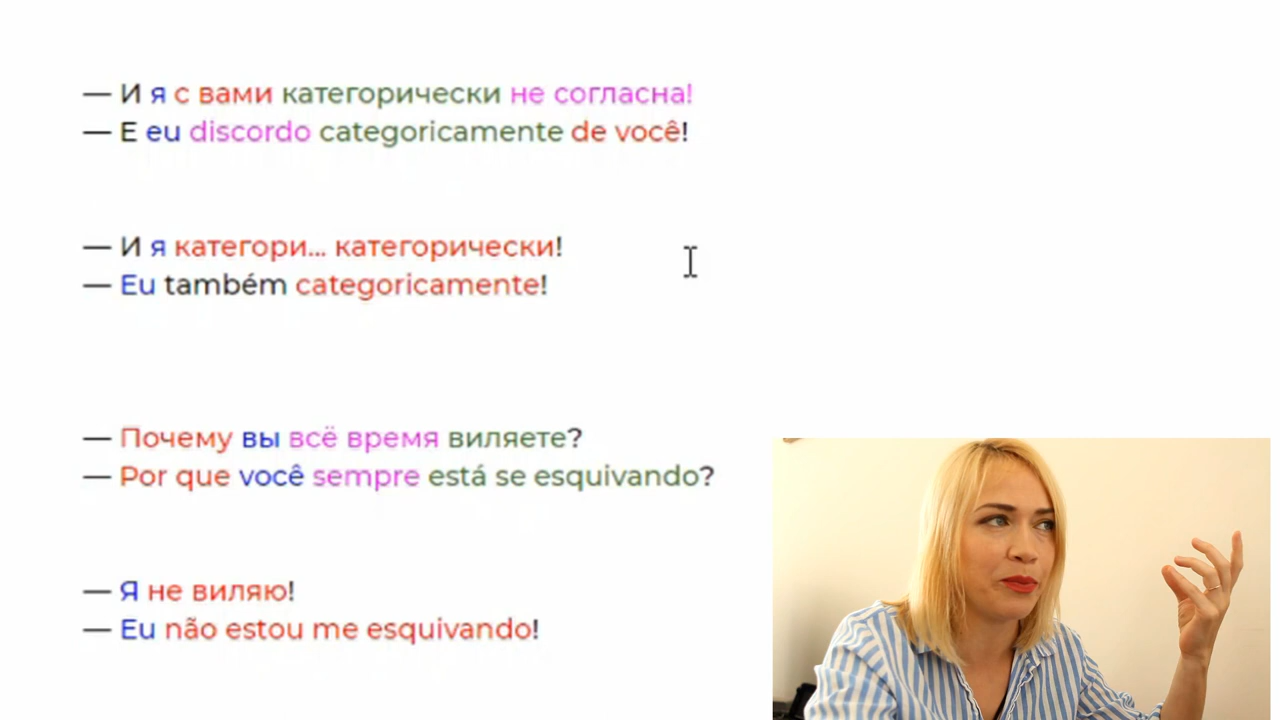 — И я с вами категорически не согласна!
— E eu discordo categoricamente de você!
— И я категори... категорически!
— Eu também categoricamente!
— Почему вы всё время виляете?
— Por que você sempre está se esquivando?
— Я не виляю!
— Eu não estou me esquivando!